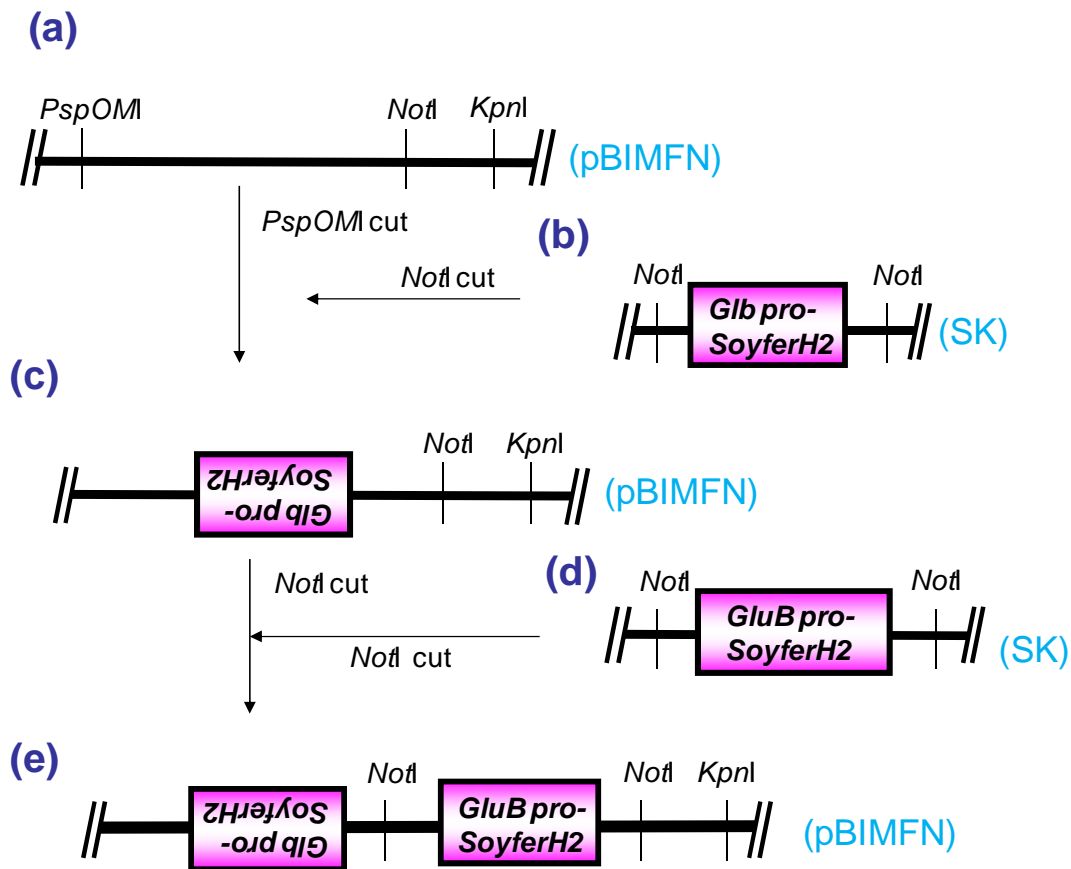 (a)
PspOMI
NotI
KpnI
(pBIMFN)
PspOMI cut
(b)
NotI cut
NotI
NotI
Glb pro-
SoyferH2
(SK)
(c)
NotI
KpnI
Glb pro-
SoyferH2
(pBIMFN)
NotI cut
(d)
NotI
NotI
GluB pro-
SoyferH2
(SK)
NotI cut
(e)
NotI
NotI
KpnI
Glb pro-
SoyferH2
GluB pro-
SoyferH2
(pBIMFN)